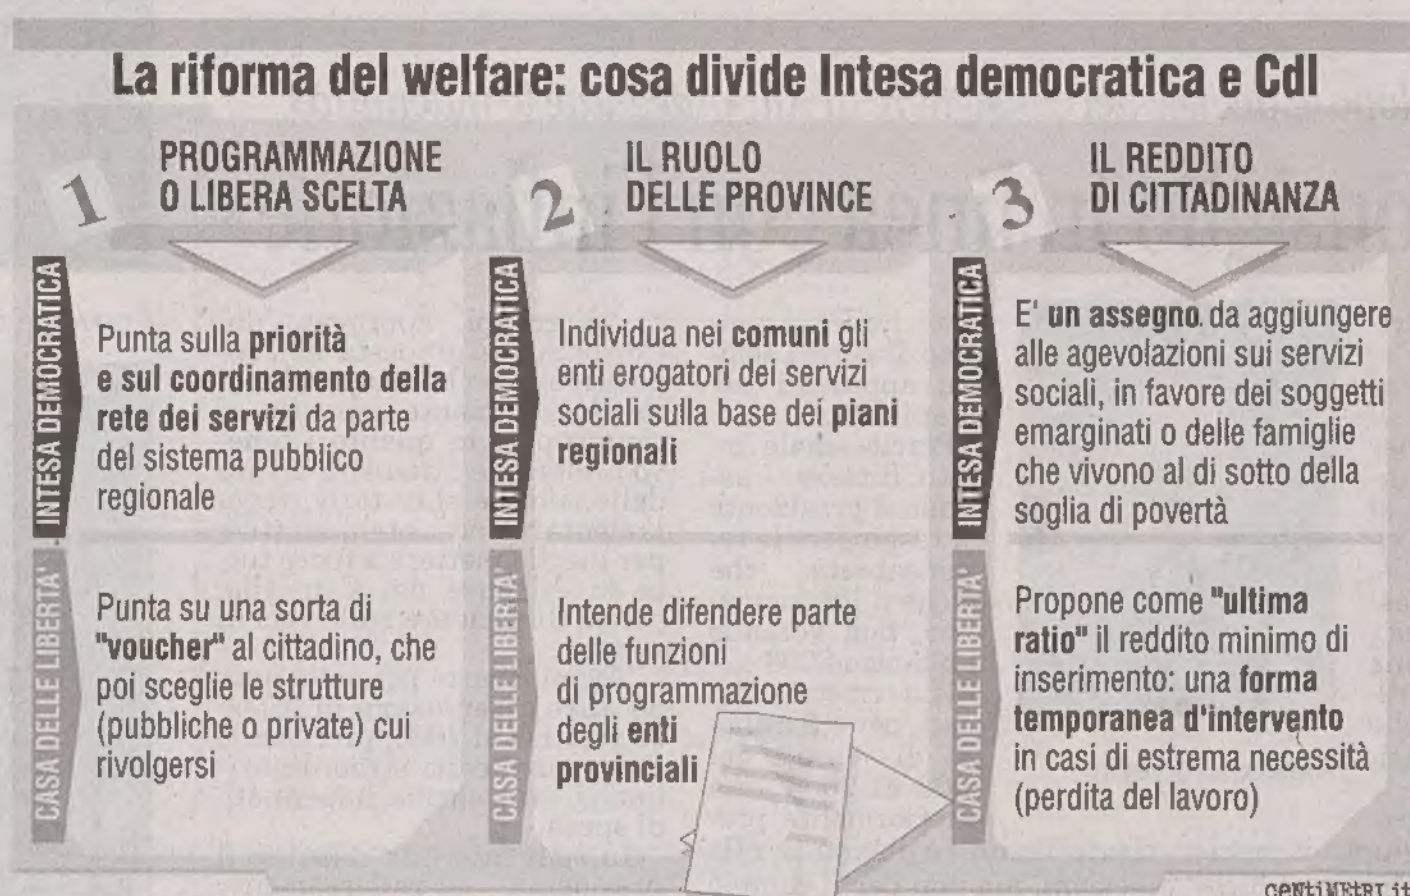 La riforma del welfare: cosa divide Intesa democratica e Cdl
1
PROGRAMMAZIONE
O LIBERA SCELTA
INTESA DEMOCRATICA
Punta sulla priorità
e sul coordinamento della
rete dei servizi da parte
del sistema pubblico
regionale
CASA DELLE LIBERTA'
Punta su una sorta di
"voucher" al cittadino, che
poi sceglie le strutture
(pubbliche o private) cui
rivolgersi
2
IL RUOLO
DELLE PROVINCE
INTESA DEMOCRATICA
Individua nei comuni gli
enti erogatori dei servizi
sociali sulla base dei piani
regionali
CASA DELLE LIBERTA'
Intende difendere parte
delle funzioni
di programmazione
degli enti
provinciali
3
IL REDDITO
DI CITTADINANZA
INTESA DEMOCRATICA
E' un assegno da aggiungere
alle agevolazioni sui servizi
sociali, in favore dei soggetti
emarginati o delle famiglie
che vivono al di sotto della
soglia di povertà
CASA DELLE LIBERTA'
Propone come "ultima
ratio" il reddito minimo di
inserimento: una forma
temporanea d'intervento
in casi di estrema necessità
(perdita del lavoro)
CENTIMETRI.it